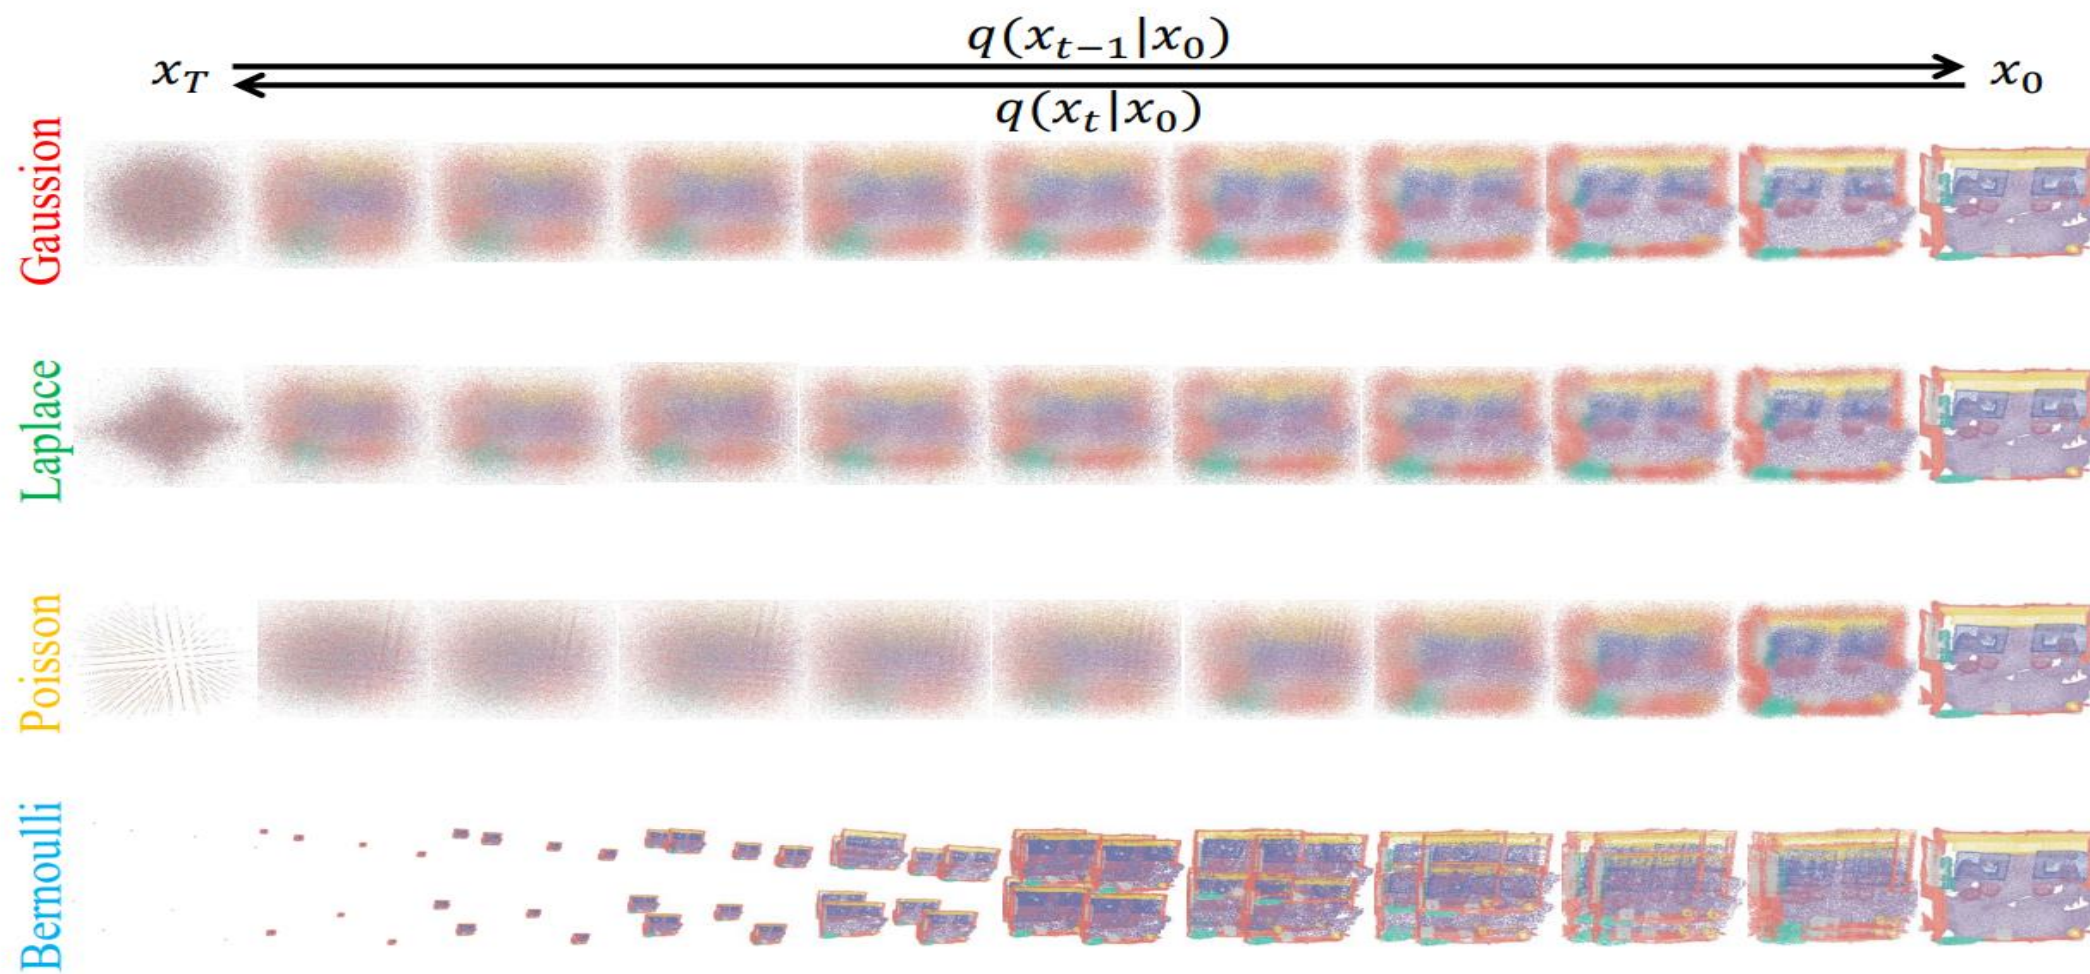 q(x_{t−1}|x_0)
x_T x_0
q(x_t|x_0)
Gaussion
Laplace
Poisson
Bernoulli